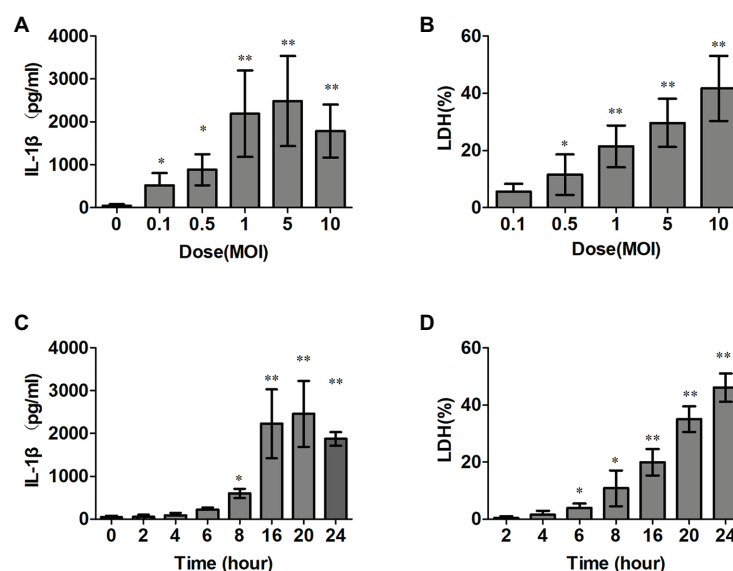 A
IL-1β （pg/ml)
4000
3000
2000
1000
0
*
*
**
**
**
0 0.1 0.5 1 5 10
Dose(MOI)
B
LDH(%)
60
40
20
0
*
**
**
**
0.1 0.5 1 5 10
Dose(MOI)
C
IL-1β （pg/ml)
4000
3000
2000
1000
0
*
**
**
**
0 2 4 6 8 16 20 24
Time (hour)
D
LDH(%)
60
40
20
0
*
*
**
**
**
2 4 6 8 16 20 24
Time (hour)